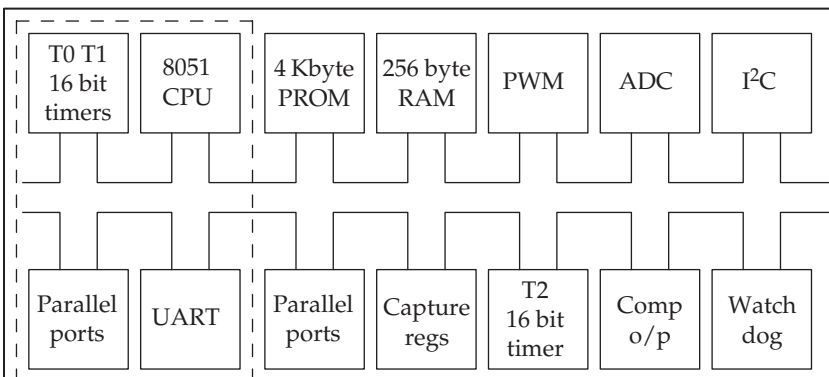 T0 T1
16 bit
timers
8051
CPU
4 Kbyte
PROM
256 byte
RAM
PWM
ADC
I²C
Parallel
ports
UART
Parallel
ports
Capture
regs
T2
16 bit
timer
Comp
o/p
Watch
dog